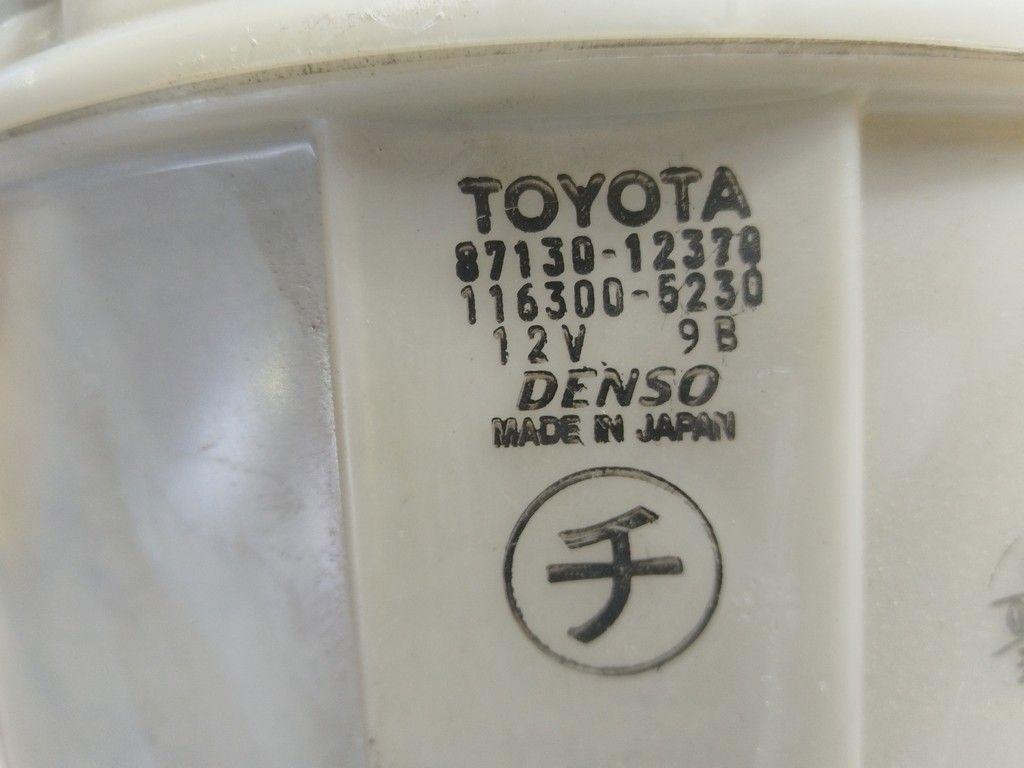 TOYOTA
87130-12370
116300-5230
12V 9B
DENSO
MADE IN JAPAN
チ